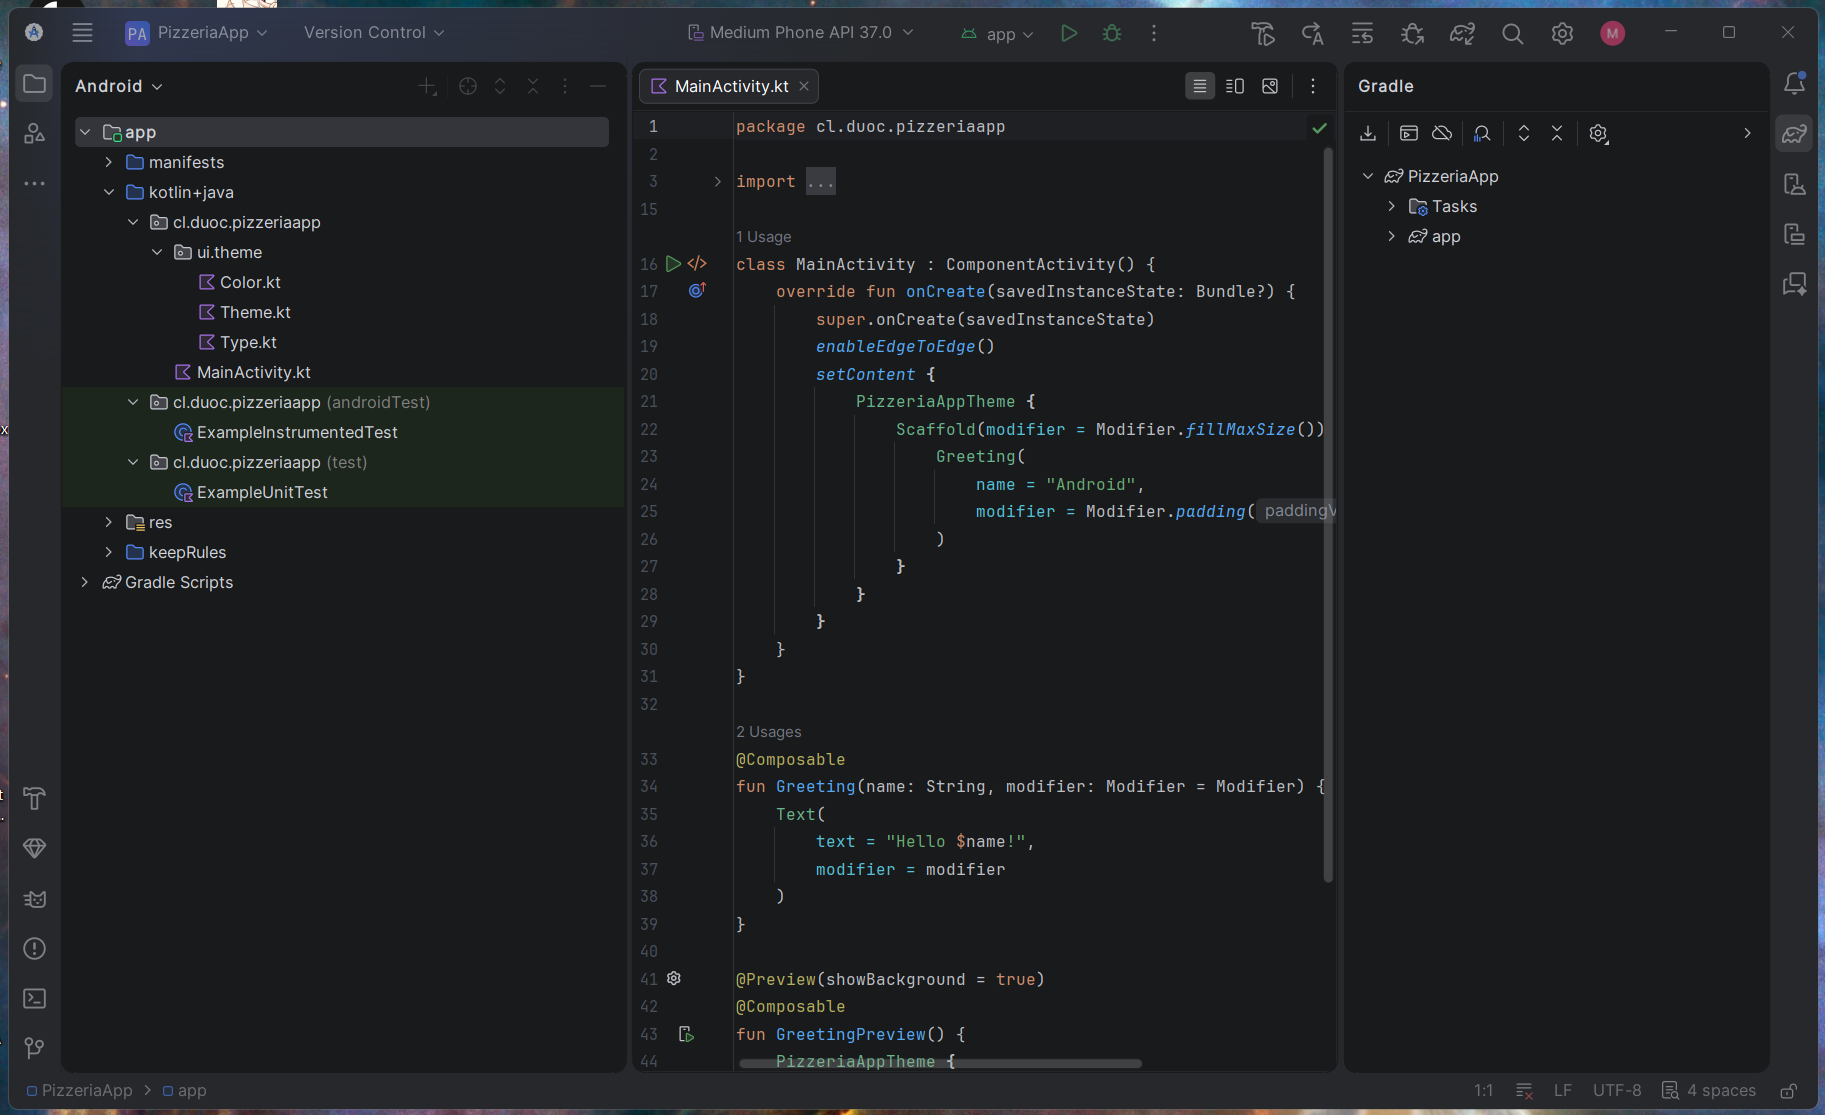 PA PizzeriaApp
Version Control
Medium Phone API 37.0
app
M
Android
app
manifests
kotlin+java
cl.duoc.pizzeriaapp
ui.theme
Color.kt
Theme.kt
Type.kt
MainActivity.kt
cl.duoc.pizzeriaapp (androidTest)
ExampleInstrumentedTest
cl.duoc.pizzeriaapp (test)
ExampleUnitTest
res
keepRules
Gradle Scripts
MainActivity.kt
1 package cl.duoc.pizzeriaapp
2
3 import ...
15
1 Usage
16 class MainActivity : ComponentActivity() {
17 override fun onCreate(savedInstanceState: Bundle?) {
18 super.onCreate(savedInstanceState)
19 enableEdgeToEdge()
20 setContent {
21 PizzeriaAppTheme {
22 Scaffold(modifier = Modifier.fillMaxSize())
23 Greeting(
24 name = "Android",
25 modifier = Modifier.padding( paddingV
26 )
27 }
28 }
29 }
30 }
31 }
32
2 Usages
33 @Composable
34 fun Greeting(name: String, modifier: Modifier = Modifier) {
35 Text(
36 text = "Hello $name!",
37 modifier = modifier
38 )
39 }
40
41 @Preview(showBackground = true)
42 @Composable
43 fun GreetingPreview() {
44 PizzeriaAppTheme {
Gradle
PizzeriaApp
Tasks
app
PizzeriaApp > app
1:1
LF
UTF-8
4 spaces